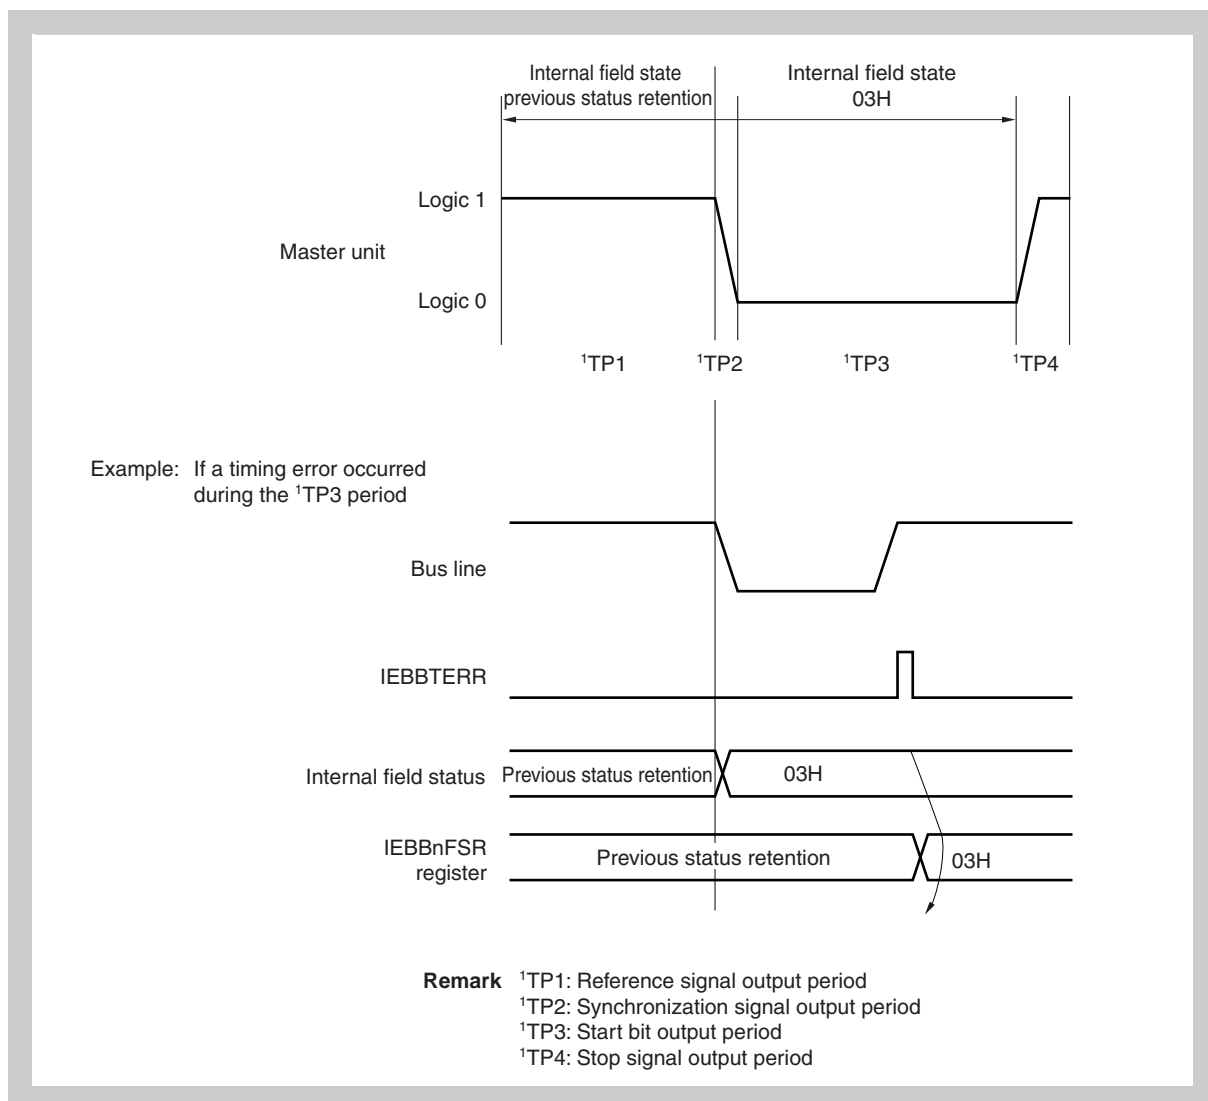 Internal field state
previous status retention
Internal field state
03H
Logic 1
Master unit
Logic 0
¹TP1
¹TP2
¹TP3
¹TP4
Example: If a timing error occurred
during the ¹TP3 period
Bus line
IEBBTERR
Internal field status
Previous status retention
03H
IEBBnFSR
register
Previous status retention
03H
Remark ¹TP1: Reference signal output period
¹TP2: Synchronization signal output period
¹TP3: Start bit output period
¹TP4: Stop signal output period